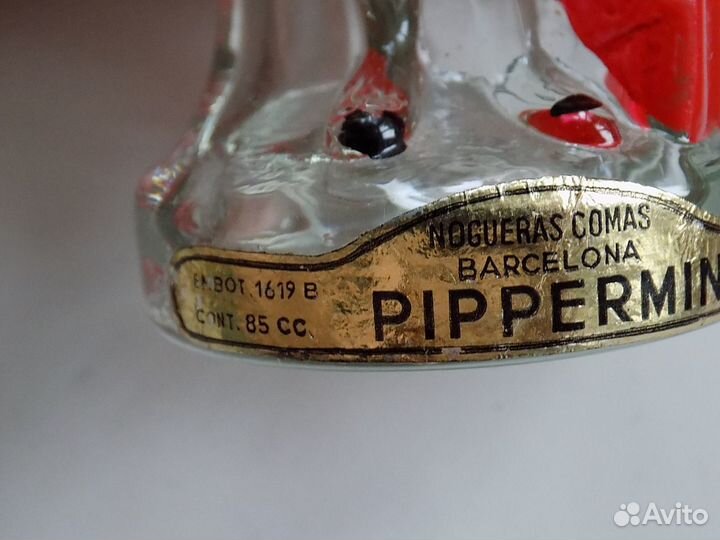 NOGUERAS COMAS
BARCELONA
PIPPERMIN
EMBOT. 1619 B
CONT. 85 CC.
Avito